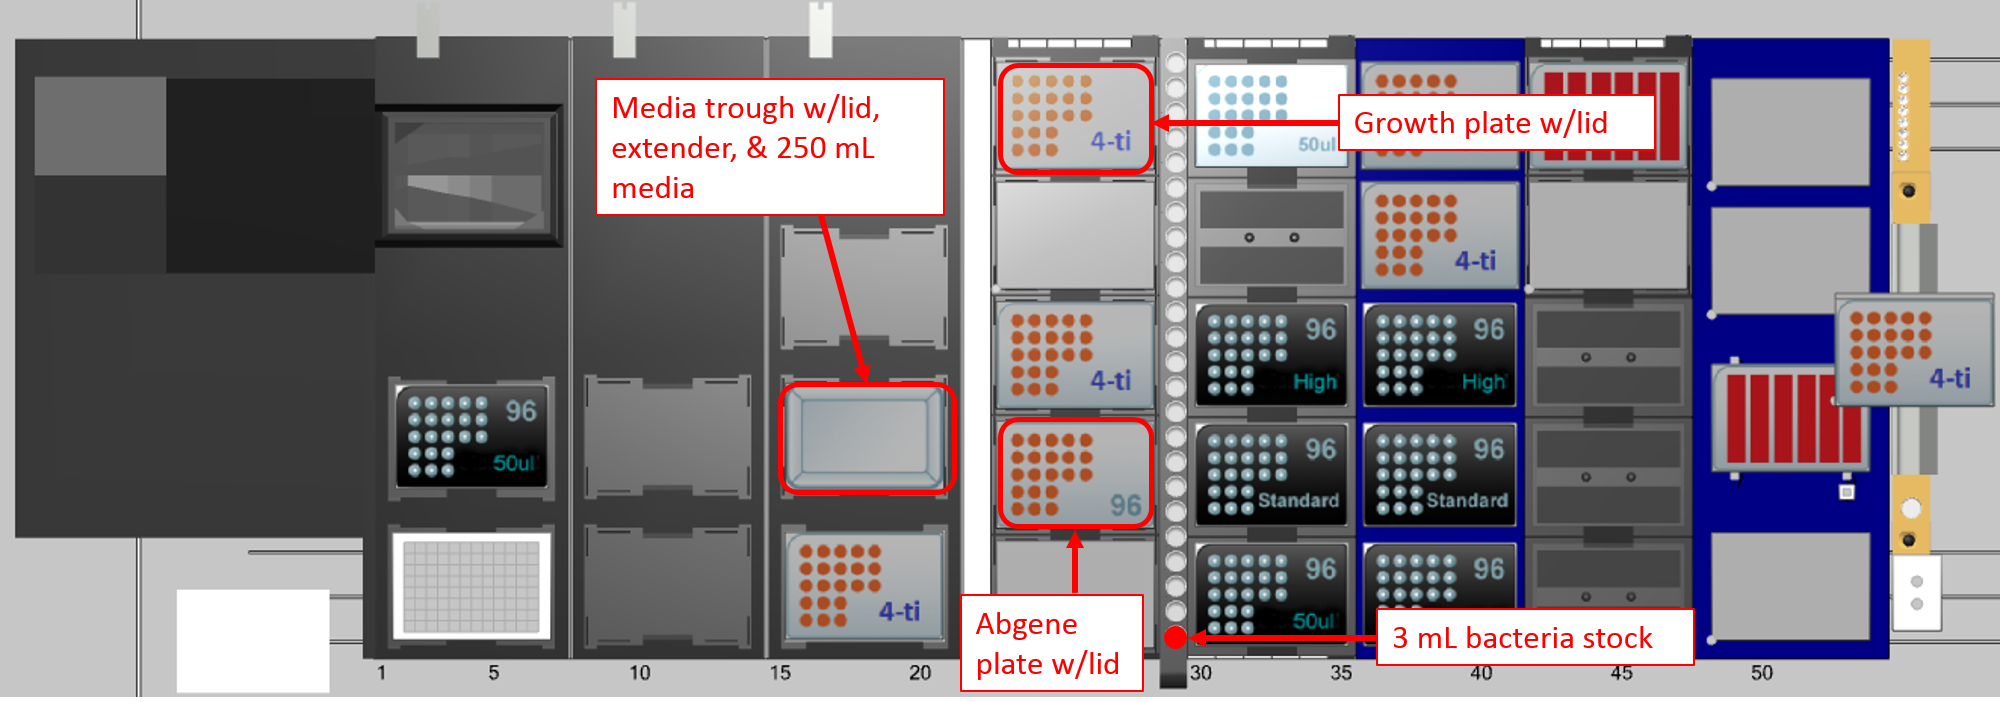 Media trough w/lid,
extender, & 250 mL
media
4-ti
50ul
Growth plate w/lid
4-ti
4-ti
96
High
96
High
4-ti
96
50ul
96
Standard
96
Standard
96
4-ti
96
50ul
96
Abgene
plate w/lid
3 mL bacteria stock
1
5
10
15
20
30
35
40
45
50